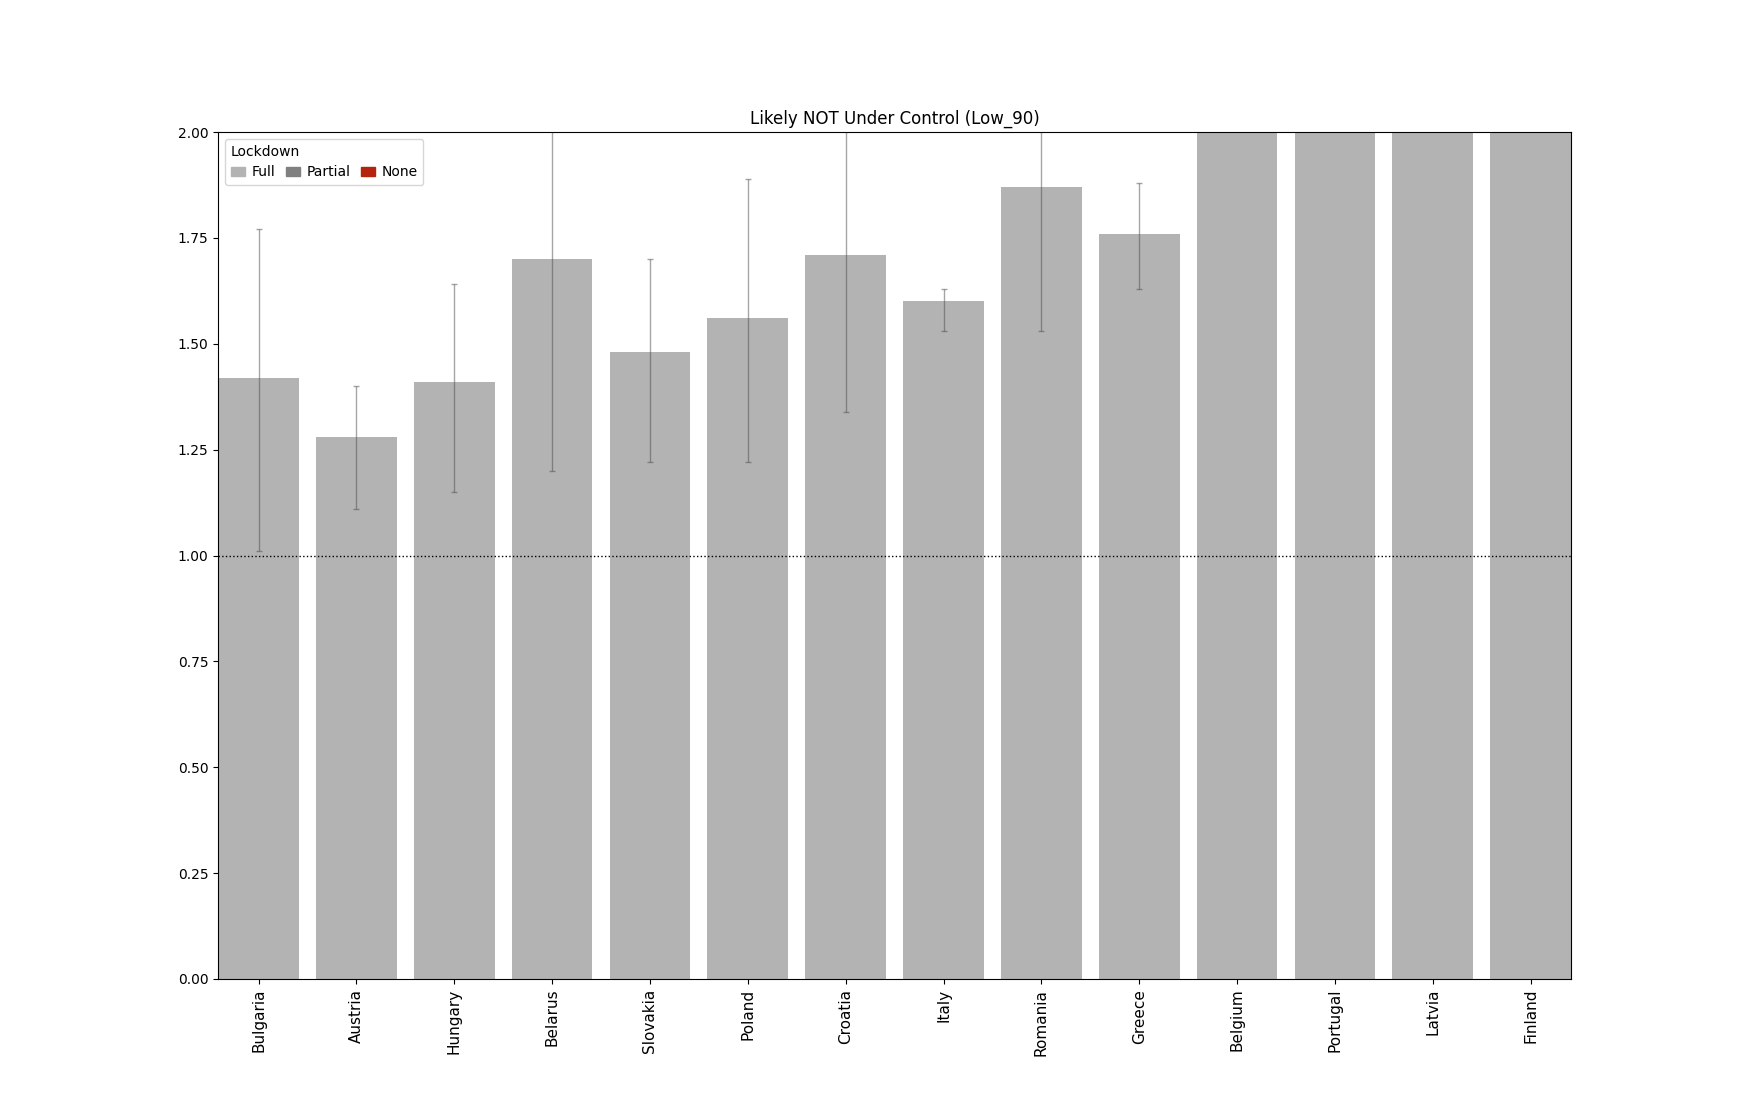 Likely NOT Under Control (Low_90)
Lockdown
Full Partial None
2.00
1.75
1.50
1.25
1.00
0.75
0.50
0.25
0.00
Bulgaria
Austria
Hungary
Belarus
Slovakia
Poland
Croatia
Italy
Romania
Greece
Belgium
Portugal
Latvia
Finland